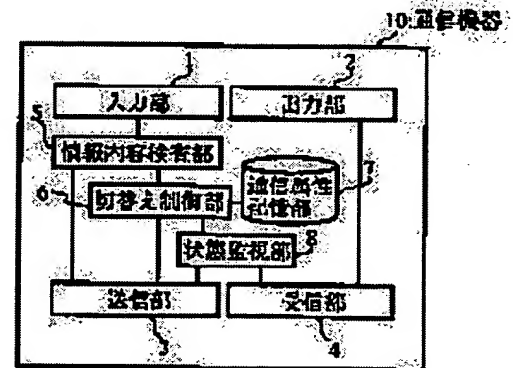 10:通信機器
1
2
入力部
出力部
5
情報内容検査部
6
切替え制御部
通信属性
記憶部
7
8
状態監視部
送信部
受信部
3
4